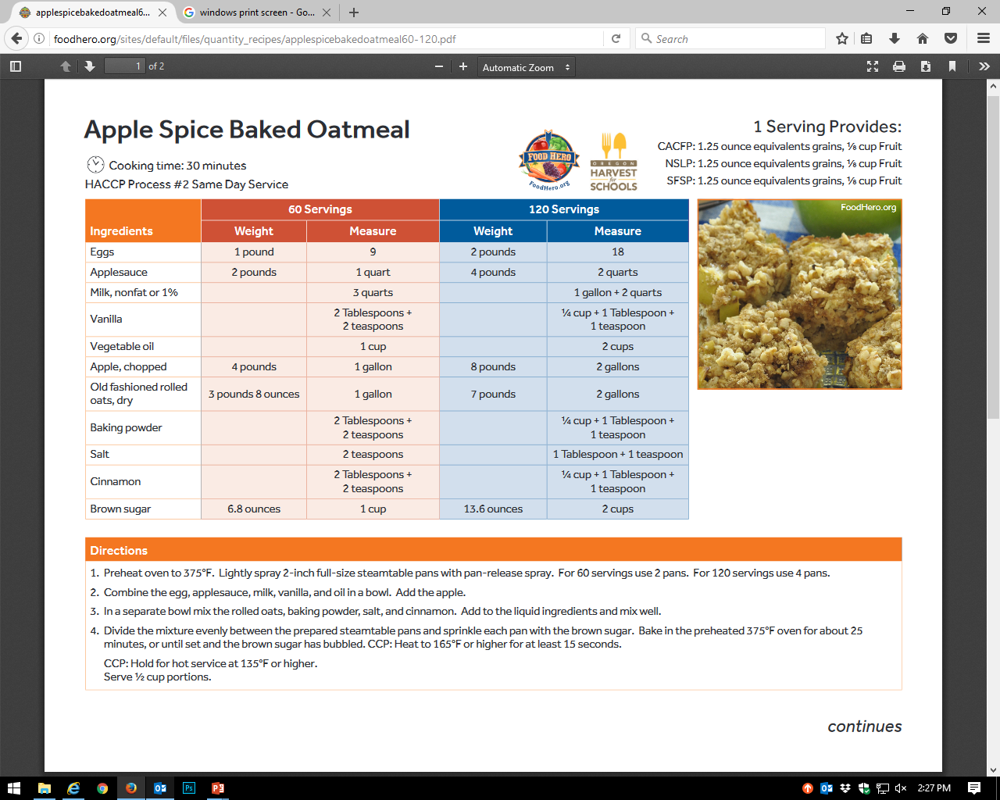 applespicebakedoatmeal6...
windows print screen - Go...
foodhero.org/sites/default/files/quantity_recipes/applespicebakedoatmeal60-120.pdf
Search
1 of 2
Automatic Zoom
Apple Spice Baked Oatmeal
Cooking time: 30 minutes
HACCP Process #2 Same Day Service
FOOD HERO
FoodHero.org
OREGON
HARVEST
for
SCHOOLS
1 Serving Provides:
CACFP: 1.25 ounce equivalents grains, ⅛ cup Fruit
NSLP: 1.25 ounce equivalents grains, ⅛ cup Fruit
SFSP: 1.25 ounce equivalents grains, ⅛ cup Fruit
60 Servings 120 Servings
Ingredients Weight Measure Weight Measure
Eggs 1 pound 9 2 pounds 18
Applesauce 2 pounds 1 quart 4 pounds 2 quarts
Milk, nonfat or 1% 3 quarts 1 gallon + 2 quarts
Vanilla 2 Tablespoons + 2 teaspoons ¼ cup + 1 Tablespoon + 1 teaspoon
Vegetable oil 1 cup 2 cups
Apple, chopped 4 pounds 1 gallon 8 pounds 2 gallons
Old fashioned rolled oats, dry 3 pounds 8 ounces 1 gallon 7 pounds 2 gallons
Baking powder 2 Tablespoons + 2 teaspoons ¼ cup + 1 Tablespoon + 1 teaspoon
Salt 2 teaspoons 1 Tablespoon + 1 teaspoon
Cinnamon 2 Tablespoons + 2 teaspoons ¼ cup + 1 Tablespoon + 1 teaspoon
Brown sugar 6.8 ounces 1 cup 13.6 ounces 2 cups
FoodHero.org
Directions
1. Preheat oven to 375°F. Lightly spray 2-inch full-size steamtable pans with pan-release spray. For 60 servings use 2 pans. For 120 servings use 4 pans.
2. Combine the egg, applesauce, milk, vanilla, and oil in a bowl. Add the apple.
3. In a separate bowl mix the rolled oats, baking powder, salt, and cinnamon. Add to the liquid ingredients and mix well.
4. Divide the mixture evenly between the prepared steamtable pans and sprinkle each pan with the brown sugar. Bake in the preheated 375°F oven for about 25
minutes, or until set and the brown sugar has bubbled. CCP: Heat to 165°F or higher for at least 15 seconds.
CCP: Hold for hot service at 135°F or higher.
Serve ½ cup portions.
continues
2:27 PM